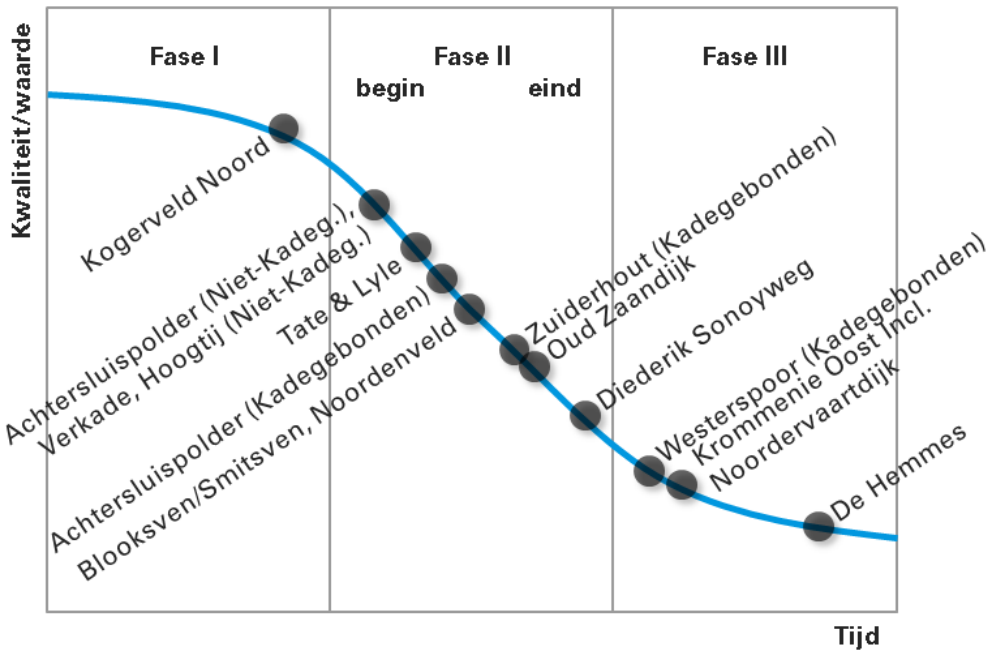 Kwaliteit/waarde
Fase I
Fase II
Fase III
begin
eind
Kogerveld Noord
Achtersluispolder (Niet-Kadeg.),
Verkade, Hoogtij (Niet-Kadeg.)
Tate & Lyle
Achtersluispolder (Kadegebonden)
Blooksven/Smitsven, Noordenveld
Zuiderhout (Kadegebonden)
Oud Zaandijk
Diederik Sonoyweg
Westerspoor (Kadegebonden)
Krommenie Oost Incl.
Noordervaartdijk
De Hemmes
Tijd